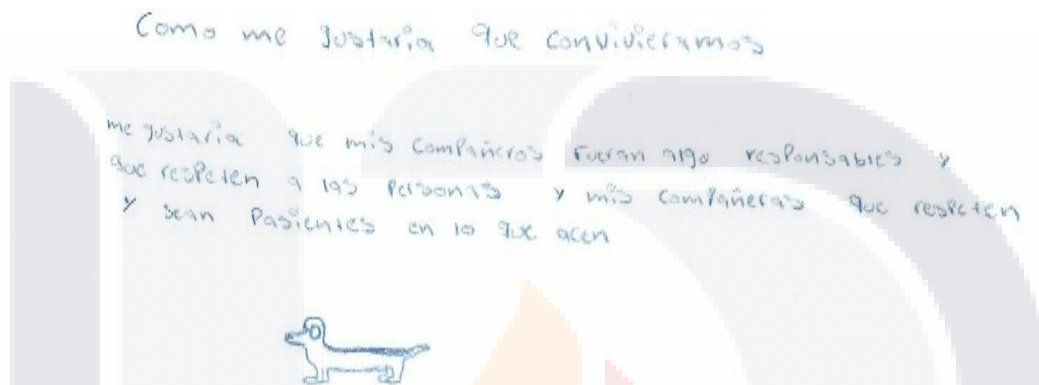 Como me gustaria que convivieramos
me gustaria que mis compañeros fueran algo responsables y
que respeten a las personas y mis compañeras que respeten
y sean pasientes en lo que acen